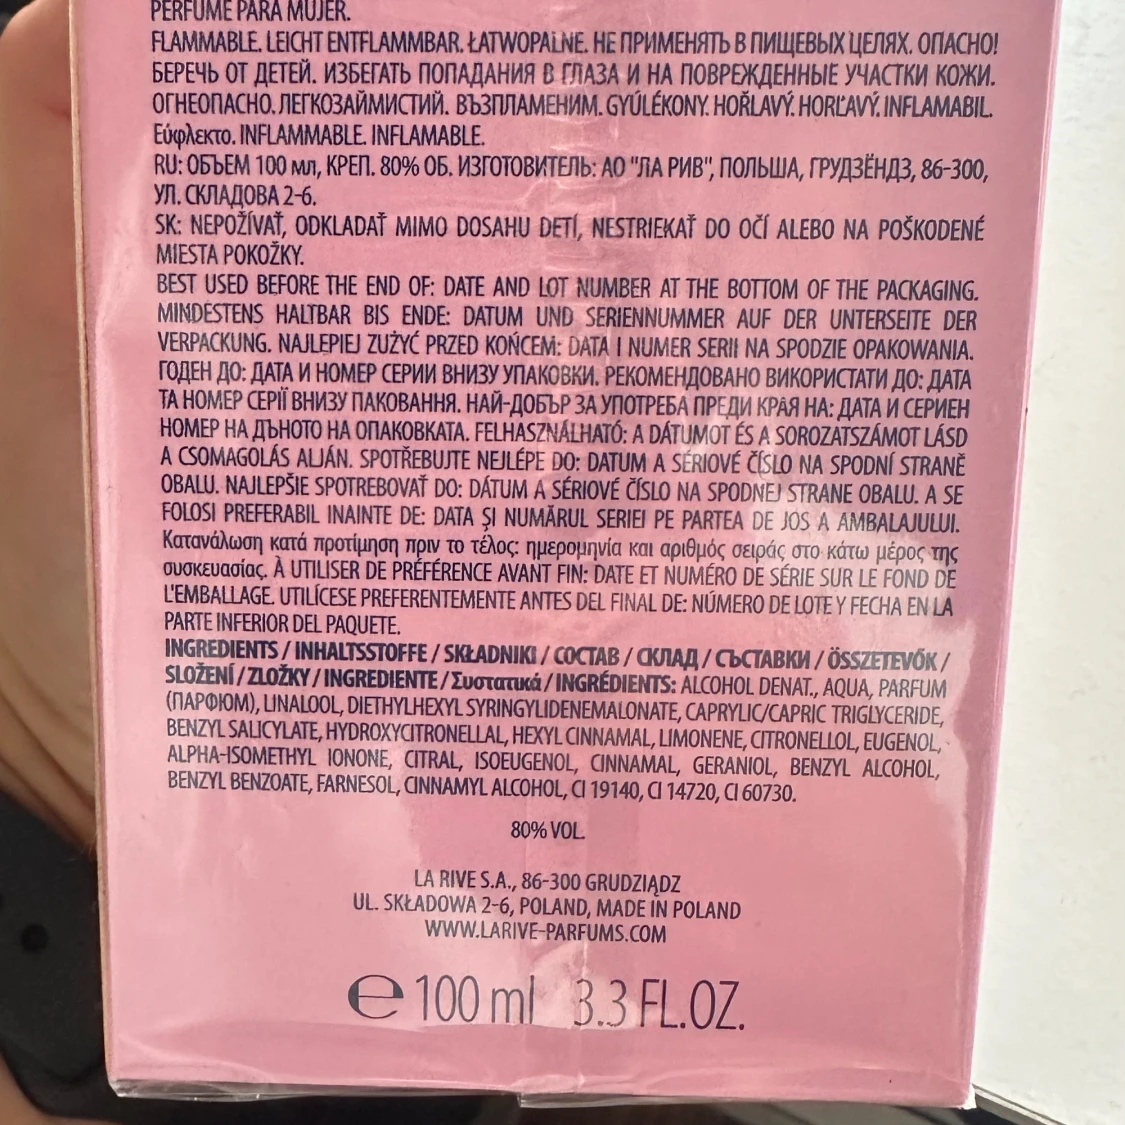 PERFUME PARA MUJER.
FLAMMABLE. LEICHT ENTFLAMMBAR. ŁATWOPALNE. НЕ ПРИМЕНЯТЬ В ПИЩЕВЫХ ЦЕЛЯХ. ОПАСНО!
БЕРЕЧЬ ОТ ДЕТЕЙ. ИЗБЕГАТЬ ПОПАДАНИЯ В ГЛАЗА И НА ПОВРЕЖДЕННЫЕ УЧАСТКИ КОЖИ.
ОГНЕОПАСНО. ЛЕГКОЗАЙМИСТИЙ. ВЪЗПЛАМЕНИМ. GYÚLÉKONY. HOŘLAVÝ. HORĽAVÝ. INFLAMABIL.
Εύφλεκτο. INFLAMMABLE. INFLAMABLE.
RU: ОБЪЕМ 100 мл, КРЕП. 80% ОБ. ИЗГОТОВИТЕЛЬ: АО "ЛА РИВ", ПОЛЬША, ГРУДЗЁНДЗ, 86-300,
УЛ. СКЛАДОВА 2-6.
SK: NEPOŽÍVAŤ, ODKLADAŤ MIMO DOSAHU DETÍ, NESTRIEKAŤ DO OČÍ ALEBO NA POŠKODENÉ
MIESTA POKOŽKY.
BEST USED BEFORE THE END OF: DATE AND LOT NUMBER AT THE BOTTOM OF THE PACKAGING.
MINDESTENS HALTBAR BIS ENDE: DATUM UND SERIENNUMMER AUF DER UNTERSEITE DER
VERPACKUNG. NAJLEPIEJ ZUŻYĆ PRZED KOŃCEM: DATA I NUMER SERII NA SPODZIE OPAKOWANIA.
ГОДЕН ДО: ДАТА И НОМЕР СЕРИИ ВНИЗУ УПАКОВКИ. РЕКОМЕНДОВАНО ВИКОРИСТАТИ ДО: ДАТА
ТА НОМЕР СЕРІЇ ВНИЗУ ПАКОВАННЯ. НАЙ-ДОБЪР ЗА УПОТРЕБА ПРЕДИ КРАЯ НА: ДАТА И СЕРИЕН
НОМЕР НА ДЪНОТО НА ОПАКОВКАТА. FELHASZNÁLHATÓ: A DÁTUMOT ÉS A SOROZATSZÁMOT LÁSD
A CSOMAGOLÁS ALJÁN. SPOTŘEBUJTE NEJLÉPE DO: DATUM A SÉRIOVÉ ČÍSLO NA SPODNÍ STRANĚ
OBALU. NAJLEPŠIE SPOTREBOVAŤ DO: DÁTUM A SÉRIOVÉ ČÍSLO NA SPODNEJ STRANE OBALU. A SE
FOLOSI PREFERABIL INAINTE DE: DATA ŞI NUMĂRUL SERIEI PE PARTEA DE JOS A AMBALAJULUI.
Κατανάλωση κατά προτίμηση πριν το τέλος: ημερομηνία και αριθμός σειράς στο κάτω μέρος της
συσκευασίας. À UTILISER DE PRÉFÉRENCE AVANT FIN: DATE ET NUMÉRO DE SÉRIE SUR LE FOND DE
L'EMBALLAGE. UTILÍCESE PREFERENTEMENTE ANTES DEL FINAL DE: NÚMERO DE LOTE Y FECHA EN LA
PARTE INFERIOR DEL PAQUETE.
INGREDIENTS / INHALTSSTOFFE / SKŁADNIKI / СОСТАВ / СКЛАД / СЪСТАВКИ / ÖSSZETEVŐK /
SLOŽENÍ / ZLOŽKY / INGREDIENTE / Συστατικά / INGRÉDIENTS: ALCOHOL DENAT., AQUA, PARFUM
(ПАРФЮМ), LINALOOL, DIETHYLHEXYL SYRINGYLIDENEMALONATE, CAPRYLIC/CAPRIC TRIGLYCERIDE,
BENZYL SALICYLATE, HYDROXYCITRONELLAL, HEXYL CINNAMAL, LIMONENE, CITRONELLOL, EUGENOL,
ALPHA-ISOMETHYL IONONE, CITRAL, ISOEUGENOL, CINNAMAL, GERANIOL, BENZYL ALCOHOL,
BENZYL BENZOATE, FARNESOL, CINNAMYL ALCOHOL, CI 19140, CI 14720, CI 60730.
80% VOL.
LA RIVE S.A., 86-300 GRUDZIĄDZ
UL. SKŁADOWA 2-6, POLAND, MADE IN POLAND
WWW.LARIVE-PARFUMS.COM
℮ 100 ml 3.3 FL.OZ.